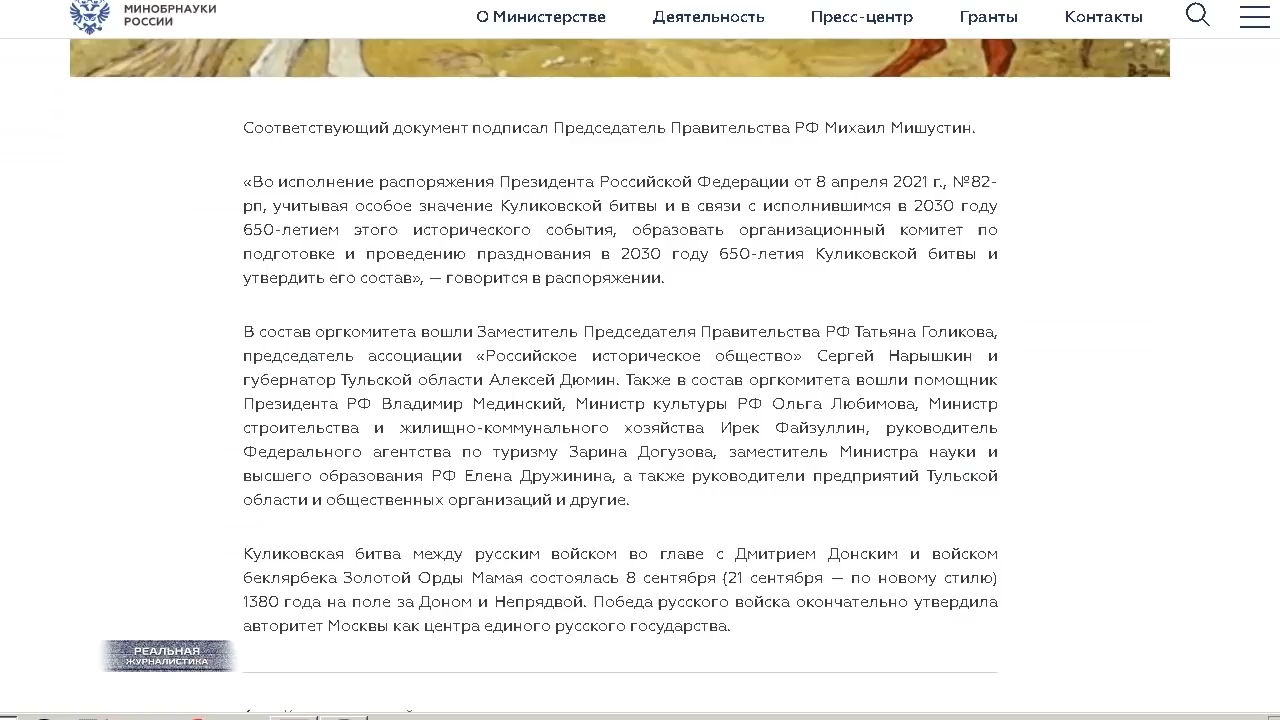 МИНОБРНАУКИ
РОССИИ
О Министерстве Деятельность Пресс-центр Гранты Контакты
Соответствующий документ подписал Председатель Правительства РФ Михаил Мишустин.
«Во исполнение распоряжения Президента Российской Федерации от 8 апреля 2021 г., №82-
рп, учитывая особое значение Куликовской битвы и в связи с исполнившимся в 2030 году
650-летием этого исторического события, образовать организационный комитет по
подготовке и проведению празднования в 2030 году 650-летия Куликовской битвы и
утвердить его состав», — говорится в распоряжении.
В состав оргкомитета вошли Заместитель Председателя Правительства РФ Татьяна Голикова,
председатель ассоциации «Российское историческое общество» Сергей Нарышкин и
губернатор Тульской области Алексей Дюмин. Также в состав оргкомитета вошли помощник
Президента РФ Владимир Мединский, Министр культуры РФ Ольга Любимова, Министр
строительства и жилищно-коммунального хозяйства Ирек Файзуллин, руководитель
Федерального агентства по туризму Зарина Догузова, заместитель Министра науки и
высшего образования РФ Елена Дружинина, а также руководители предприятий Тульской
области и общественных организаций и другие.
Куликовская битва между русским войском во главе с Дмитрием Донским и войском
беклярбека Золотой Орды Мамая состоялась 8 сентября (21 сентября — по новому стилю)
1380 года на поле за Доном и Непрядвой. Победа русского войска окончательно утвердила
авторитет Москвы как центра единого русского государства.
РЕАЛЬНАЯ
ЖУРНАЛИСТИКА